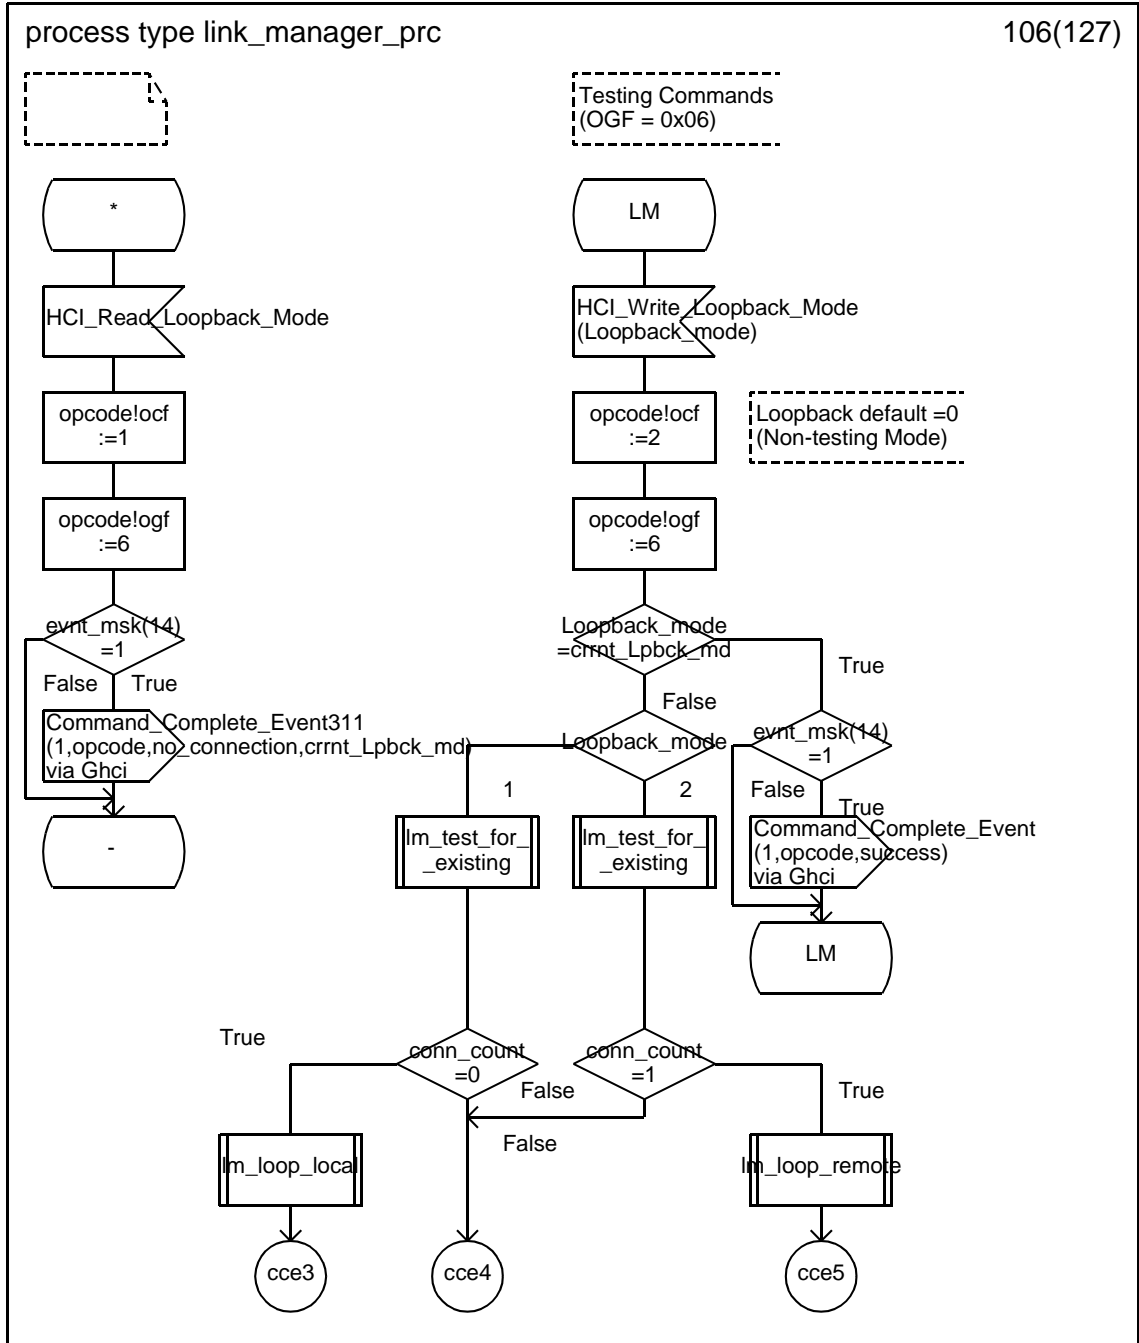 process type link_manager_prc
106(127)
Testing Commands
(OGF = 0x06)
*
LM
HCI_Read_Loopback_Mode
HCI_Write_Loopback_Mode
(Loopback_mode)
opcode!ocf
:=1
opcode!ocf
:=2
Loopback default =0
(Non-testing Mode)
opcode!ogf
:=6
opcode!ogf
:=6
evnt_msk(14)
=1
Loopback_mode
=crrnt_Lpbck_md
True
False
True
False
Command_Complete_Event311
(1,opcode,no_connection,crrnt_Lpbck_md)
via Ghci
Loopback_mode
evnt_msk(14)
=1
1
2
False
True
-
lm_test_for_
_existing
lm_test_for_
_existing
Command_Complete_Event
(1,opcode,success)
via Ghci
LM
True
conn_count
=0
conn_count
=1
False
True
False
lm_loop_local
lm_loop_remote
cce3
cce4
cce5